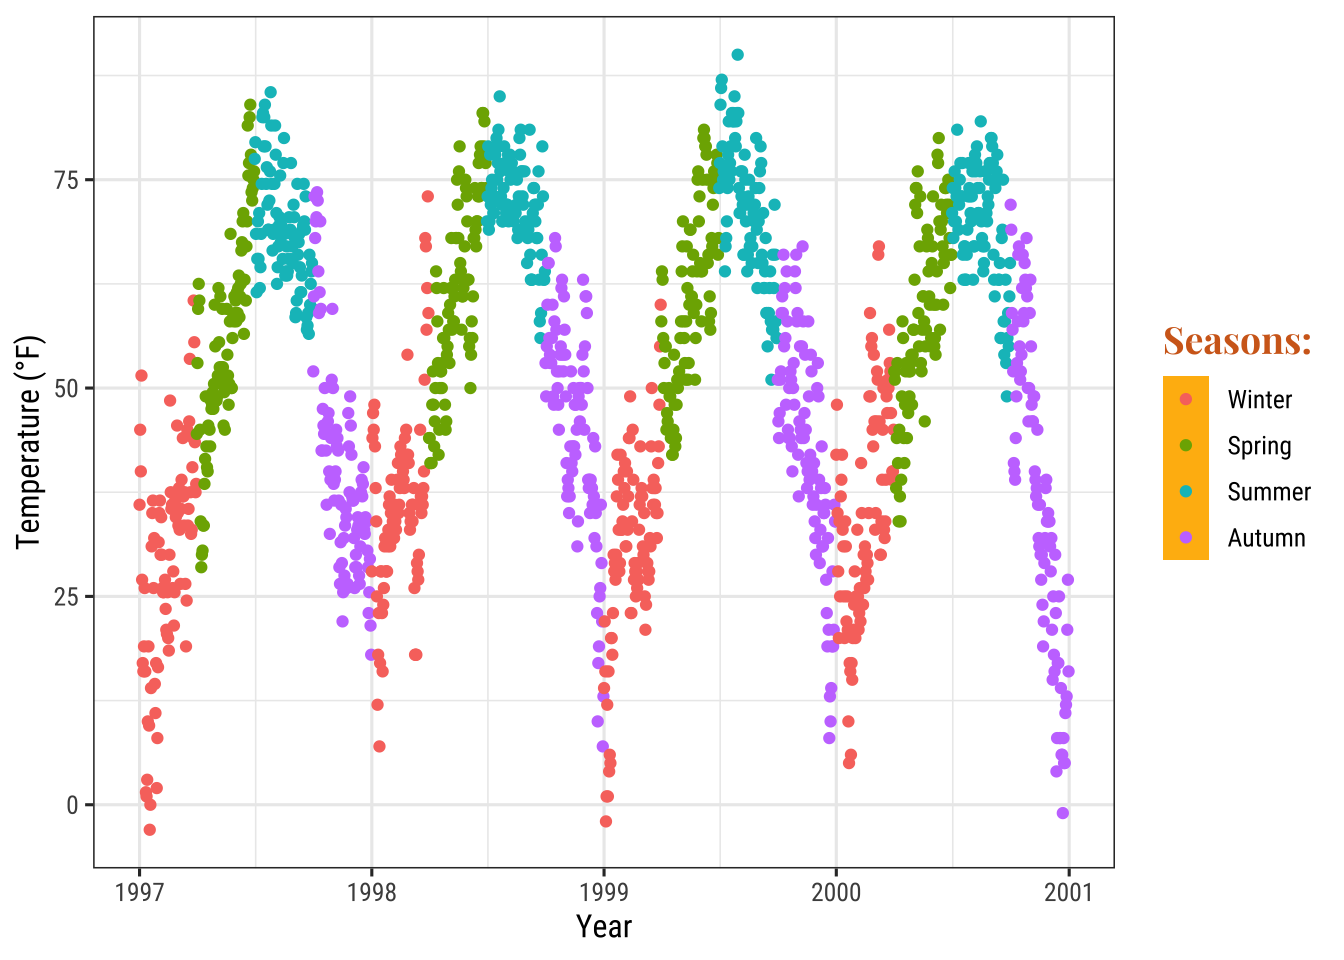 Temperature (°F)
75
50
25
0
1997 1998 1999 2000 2001
Year
Seasons:
Winter
Spring
Summer
Autumn